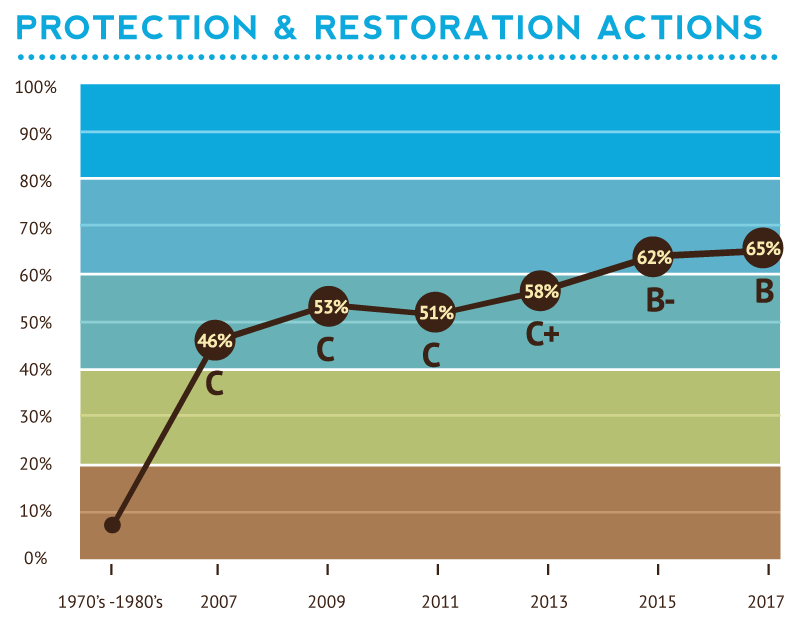 PROTECTION & RESTORATION ACTIONS
100%
90%
80%
70%
60%
50%
40%
30%
20%
10%
0%
46%
C
53%
C
51%
C
58%
C+
62%
B-
65%
B
1970's -1980's 2007 2009 2011 2013 2015 2017